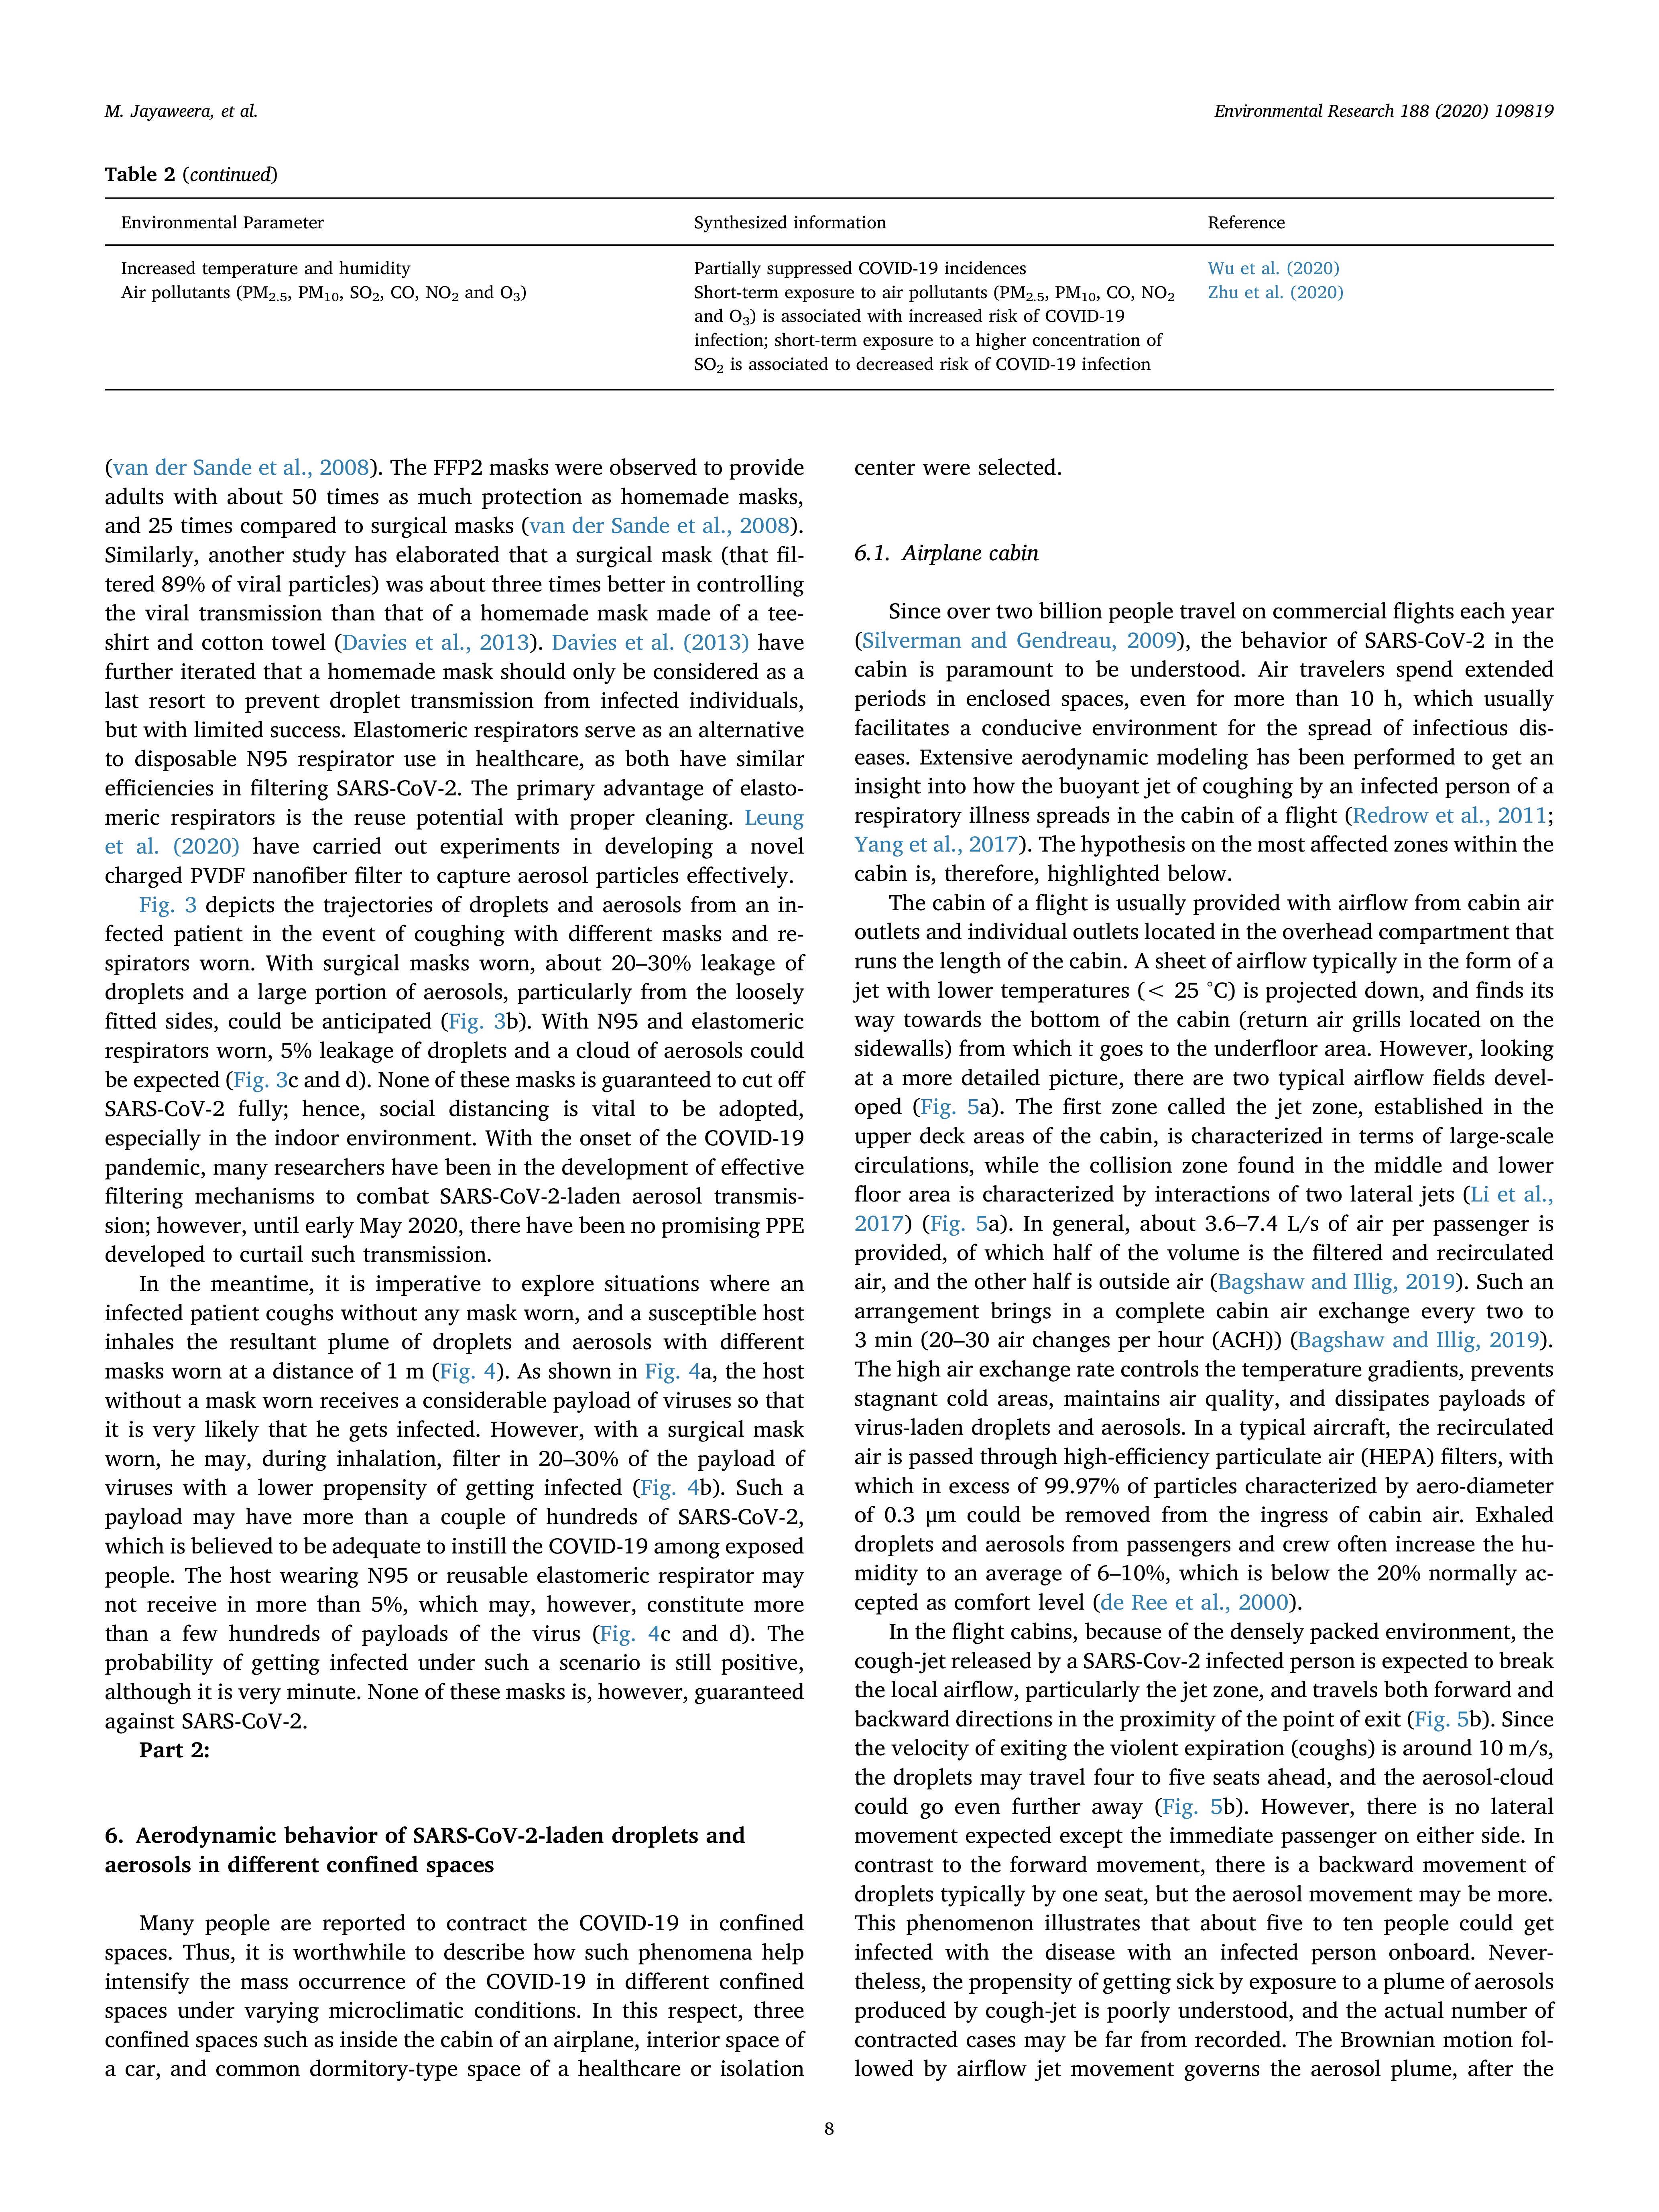 M. Jayaweera, et al.
Environmental Research 188 (2020) 109819
Table 2 (continued)
Environmental Parameter Synthesized information Reference
Increased temperature and humidity Partially suppressed COVID-19 incidences Wu et al. (2020)
Air pollutants (PM2.5, PM10, SO2, CO, NO2 and O3) Short-term exposure to air pollutants (PM2.5, PM10, CO, NO2 Zhu et al. (2020)
and O3) is associated with increased risk of COVID-19
infection; short-term exposure to a higher concentration of
SO2 is associated to decreased risk of COVID-19 infection
(van der Sande et al., 2008). The FFP2 masks were observed to provide
adults with about 50 times as much protection as homemade masks,
and 25 times compared to surgical masks (van der Sande et al., 2008).
Similarly, another study has elaborated that a surgical mask (that fil-
tered 89% of viral particles) was about three times better in controlling
the viral transmission than that of a homemade mask made of a tee-
shirt and cotton towel (Davies et al., 2013). Davies et al. (2013) have
further iterated that a homemade mask should only be considered as a
last resort to prevent droplet transmission from infected individuals,
but with limited success. Elastomeric respirators serve as an alternative
to disposable N95 respirator use in healthcare, as both have similar
efficiencies in filtering SARS-CoV-2. The primary advantage of elasto-
meric respirators is the reuse potential with proper cleaning. Leung
et al. (2020) have carried out experiments in developing a novel
charged PVDF nanofiber filter to capture aerosol particles effectively.
Fig. 3 depicts the trajectories of droplets and aerosols from an in-
fected patient in the event of coughing with different masks and re-
spirators worn. With surgical masks worn, about 20–30% leakage of
droplets and a large portion of aerosols, particularly from the loosely
fitted sides, could be anticipated (Fig. 3b). With N95 and elastomeric
respirators worn, 5% leakage of droplets and a cloud of aerosols could
be expected (Fig. 3c and d). None of these masks is guaranteed to cut off
SARS-CoV-2 fully; hence, social distancing is vital to be adopted,
especially in the indoor environment. With the onset of the COVID-19
pandemic, many researchers have been in the development of effective
filtering mechanisms to combat SARS-CoV-2-laden aerosol transmis-
sion; however, until early May 2020, there have been no promising PPE
developed to curtail such transmission.
In the meantime, it is imperative to explore situations where an
infected patient coughs without any mask worn, and a susceptible host
inhales the resultant plume of droplets and aerosols with different
masks worn at a distance of 1 m (Fig. 4). As shown in Fig. 4a, the host
without a mask worn receives a considerable payload of viruses so that
it is very likely that he gets infected. However, with a surgical mask
worn, he may, during inhalation, filter in 20–30% of the payload of
viruses with a lower propensity of getting infected (Fig. 4b). Such a
payload may have more than a couple of hundreds of SARS-CoV-2,
which is believed to be adequate to instill the COVID-19 among exposed
people. The host wearing N95 or reusable elastomeric respirator may
not receive in more than 5%, which may, however, constitute more
than a few hundreds of payloads of the virus (Fig. 4c and d). The
probability of getting infected under such a scenario is still positive,
although it is very minute. None of these masks is, however, guaranteed
against SARS-CoV-2.
Part 2:
6. Aerodynamic behavior of SARS-CoV-2-laden droplets and
aerosols in different confined spaces
Many people are reported to contract the COVID-19 in confined
spaces. Thus, it is worthwhile to describe how such phenomena help
intensify the mass occurrence of the COVID-19 in different confined
spaces under varying microclimatic conditions. In this respect, three
confined spaces such as inside the cabin of an airplane, interior space of
a car, and common dormitory-type space of a healthcare or isolation
center were selected.
6.1. Airplane cabin
Since over two billion people travel on commercial flights each year
(Silverman and Gendreau, 2009), the behavior of SARS-CoV-2 in the
cabin is paramount to be understood. Air travelers spend extended
periods in enclosed spaces, even for more than 10 h, which usually
facilitates a conducive environment for the spread of infectious dis-
eases. Extensive aerodynamic modeling has been performed to get an
insight into how the buoyant jet of coughing by an infected person of a
respiratory illness spreads in the cabin of a flight (Redrow et al., 2011;
Yang et al., 2017). The hypothesis on the most affected zones within the
cabin is, therefore, highlighted below.
The cabin of a flight is usually provided with airflow from cabin air
outlets and individual outlets located in the overhead compartment that
runs the length of the cabin. A sheet of airflow typically in the form of a
jet with lower temperatures (< 25 °C) is projected down, and finds its
way towards the bottom of the cabin (return air grills located on the
sidewalls) from which it goes to the underfloor area. However, looking
at a more detailed picture, there are two typical airflow fields devel-
oped (Fig. 5a). The first zone called the jet zone, established in the
upper deck areas of the cabin, is characterized in terms of large-scale
circulations, while the collision zone found in the middle and lower
floor area is characterized by interactions of two lateral jets (Li et al.,
2017) (Fig. 5a). In general, about 3.6–7.4 L/s of air per passenger is
provided, of which half of the volume is the filtered and recirculated
air, and the other half is outside air (Bagshaw and Illig, 2019). Such an
arrangement brings in a complete cabin air exchange every two to
3 min (20–30 air changes per hour (ACH)) (Bagshaw and Illig, 2019).
The high air exchange rate controls the temperature gradients, prevents
stagnant cold areas, maintains air quality, and dissipates payloads of
virus-laden droplets and aerosols. In a typical aircraft, the recirculated
air is passed through high-efficiency particulate air (HEPA) filters, with
which in excess of 99.97% of particles characterized by aero-diameter
of 0.3 μm could be removed from the ingress of cabin air. Exhaled
droplets and aerosols from passengers and crew often increase the hu-
midity to an average of 6–10%, which is below the 20% normally ac-
cepted as comfort level (de Ree et al., 2000).
In the flight cabins, because of the densely packed environment, the
cough-jet released by a SARS-Cov-2 infected person is expected to break
the local airflow, particularly the jet zone, and travels both forward and
backward directions in the proximity of the point of exit (Fig. 5b). Since
the velocity of exiting the violent expiration (coughs) is around 10 m/s,
the droplets may travel four to five seats ahead, and the aerosol-cloud
could go even further away (Fig. 5b). However, there is no lateral
movement expected except the immediate passenger on either side. In
contrast to the forward movement, there is a backward movement of
droplets typically by one seat, but the aerosol movement may be more.
This phenomenon illustrates that about five to ten people could get
infected with the disease with an infected person onboard. Never-
theless, the propensity of getting sick by exposure to a plume of aerosols
produced by cough-jet is poorly understood, and the actual number of
contracted cases may be far from recorded. The Brownian motion fol-
lowed by airflow jet movement governs the aerosol plume, after the
8